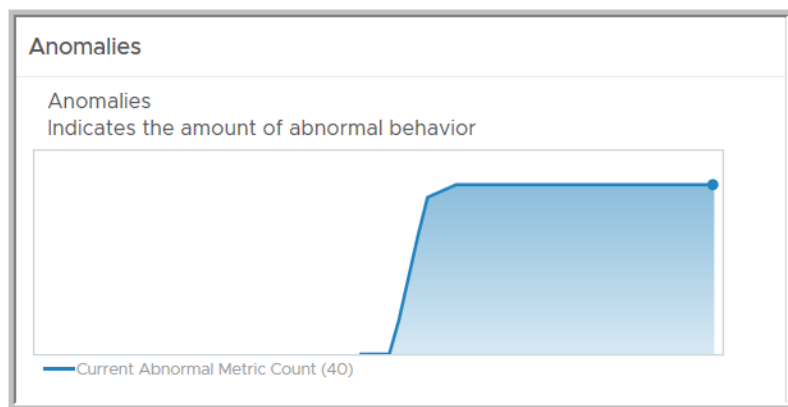 Anomalies
Anomalies
Indicates the amount of abnormal behavior
Current Abnormal Metric Count (40)